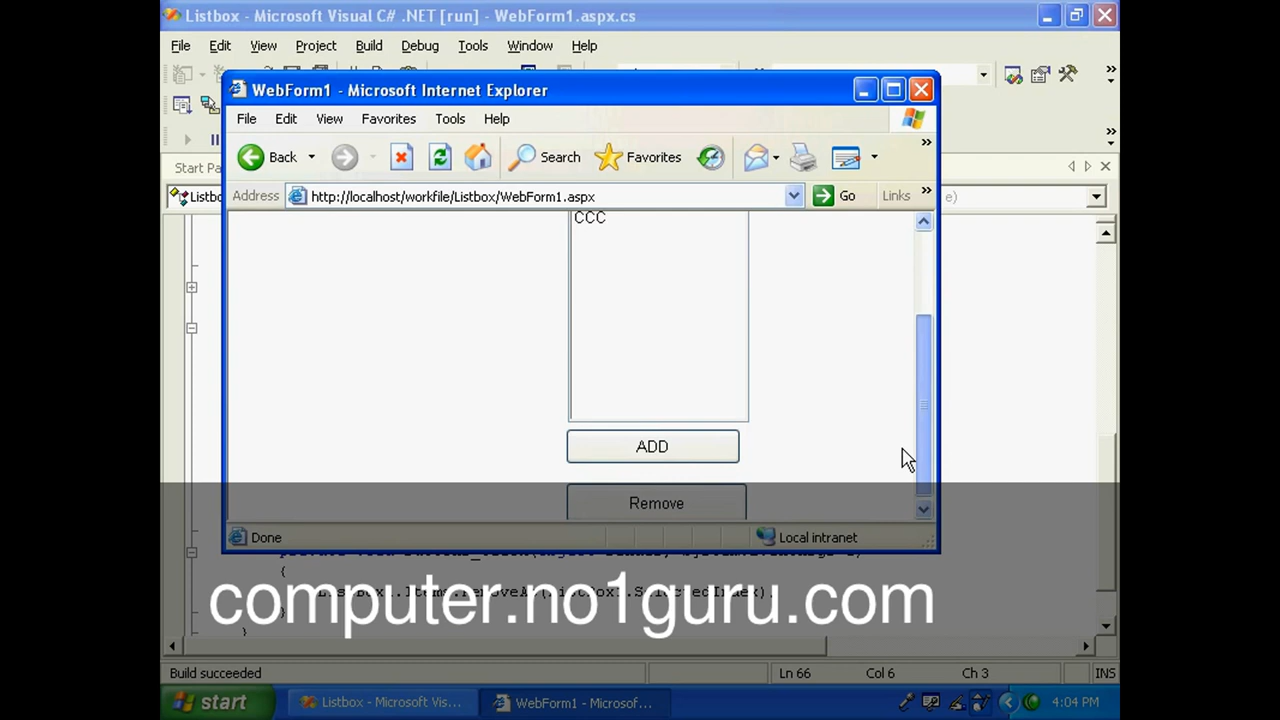 Listbox - Microsoft Visual C# .NET [run] - WebForm1.aspx.cs
File Edit View Project Build Debug Tools Window Help
WebForm1 - Microsoft Internet Explorer
File Edit View Favorites Tools Help
Back Search Favorites
Start Pa
Address http://localhost/workfile/Listbox/WebForm1.aspx Go Links
Listbo e)
CCC
ADD
Remove
Done Local intranet
{
computer.no1guru.com
}
Build succeeded Ln 66 Col 6 Ch 3 INS
start Listbox - Microsoft Vis... WebForm1 - Microsof... 4:04 PM